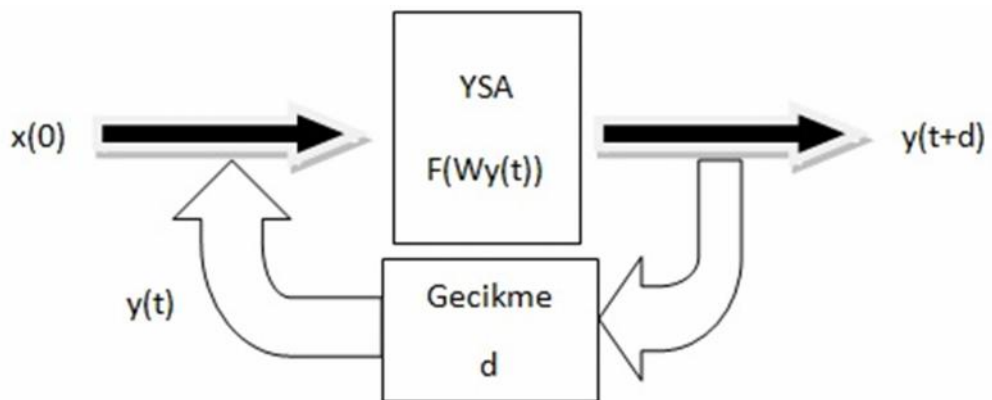 x(0)
YSA
F(Wy(t))
y(t+d)
y(t)
Gecikme
d